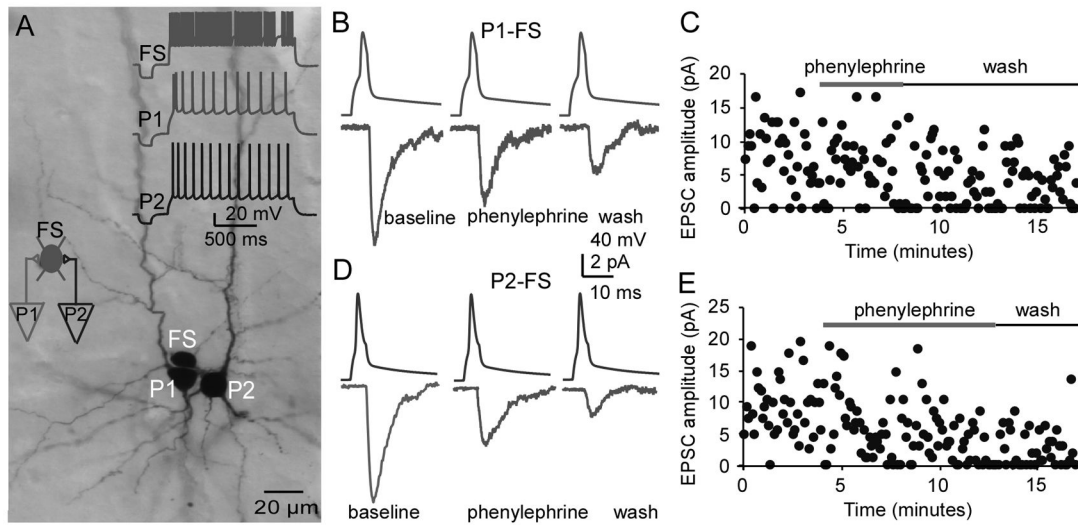 A
FS
P1
P2
20 mV
500 ms
FS
P1
P2
FS
P1
P2
20 µm
B
P1-FS
baseline
phenylephrine
wash
40 mV
2 pA
10 ms
D
P2-FS
baseline
phenylephrine
wash
C
EPSC amplitude (pA)
20
15
10
5
0
phenylephrine
wash
0
5
10
15
Time (minutes)
E
EPSC amplitude (pA)
25
20
15
10
5
0
phenylephrine
wash
0
5
10
15
Time (minutes)